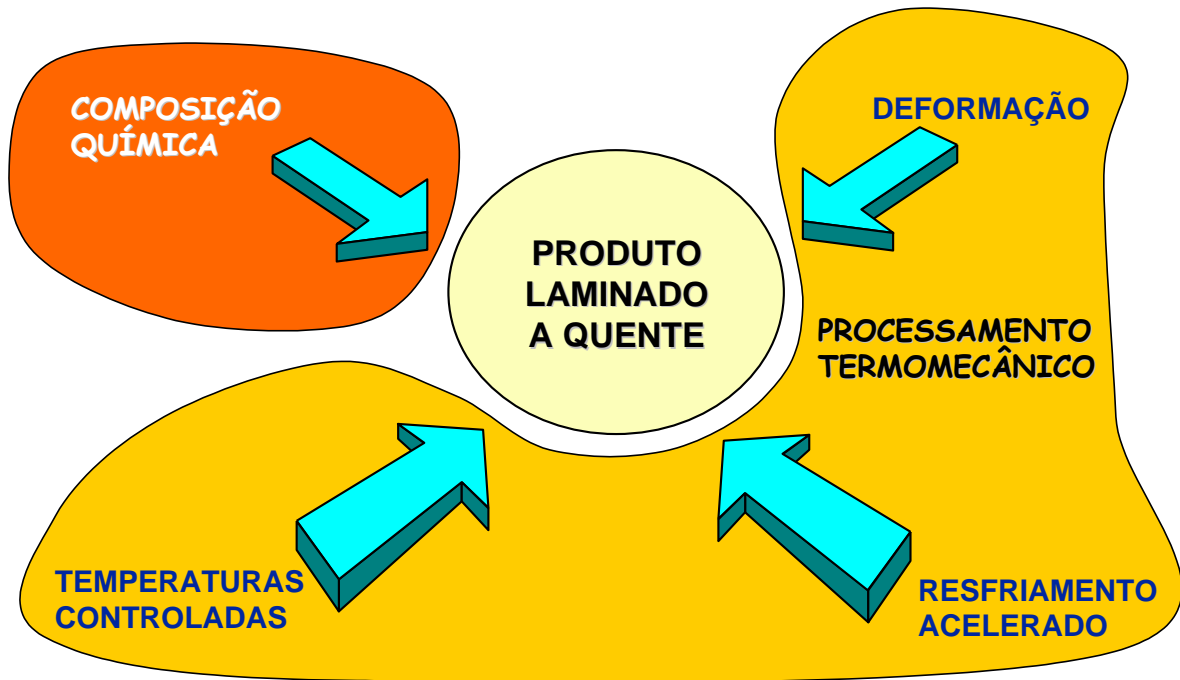 COMPOSIÇÃO
QUÍMICA
DEFORMAÇÃO
PRODUTO
LAMINADO
A QUENTE
PROCESSAMENTO
TERMOMECÂNICO
TEMPERATURAS
CONTROLADAS
RESFRIAMENTO
ACELERADO